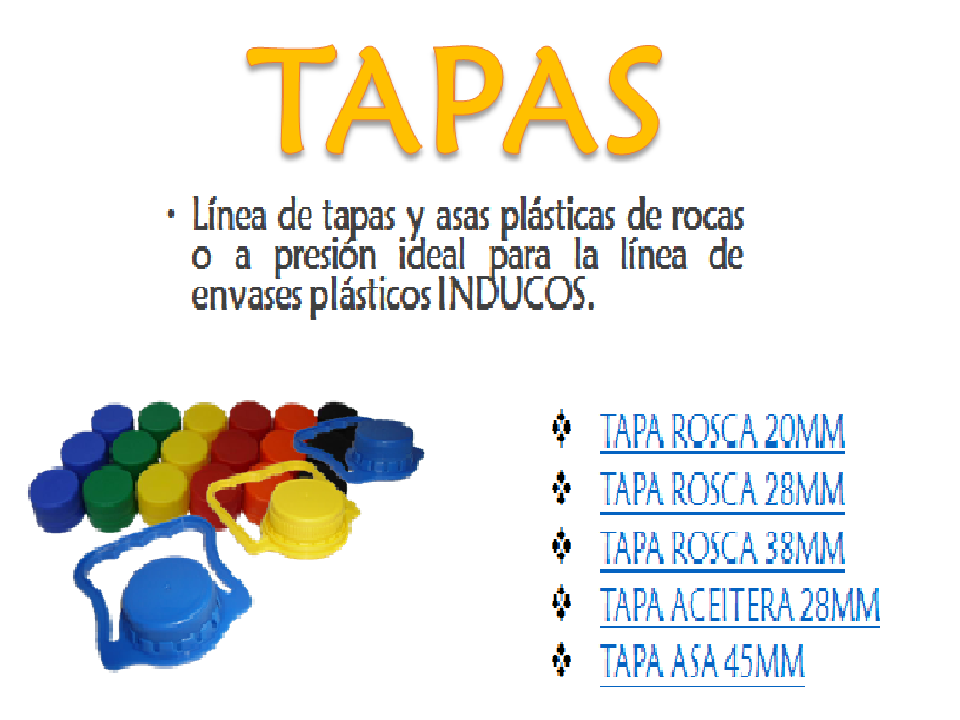 TAPAS
• Línea de tapas y asas plásticas de rocas
o a presión ideal para la línea de
envases plásticos INDUCOS.
❖ TAPA ROSCA 20MM
❖ TAPA ROSCA 28MM
❖ TAPA ROSCA 38MM
❖ TAPA ACEITERA 28MM
❖ TAPA ASA 45MM